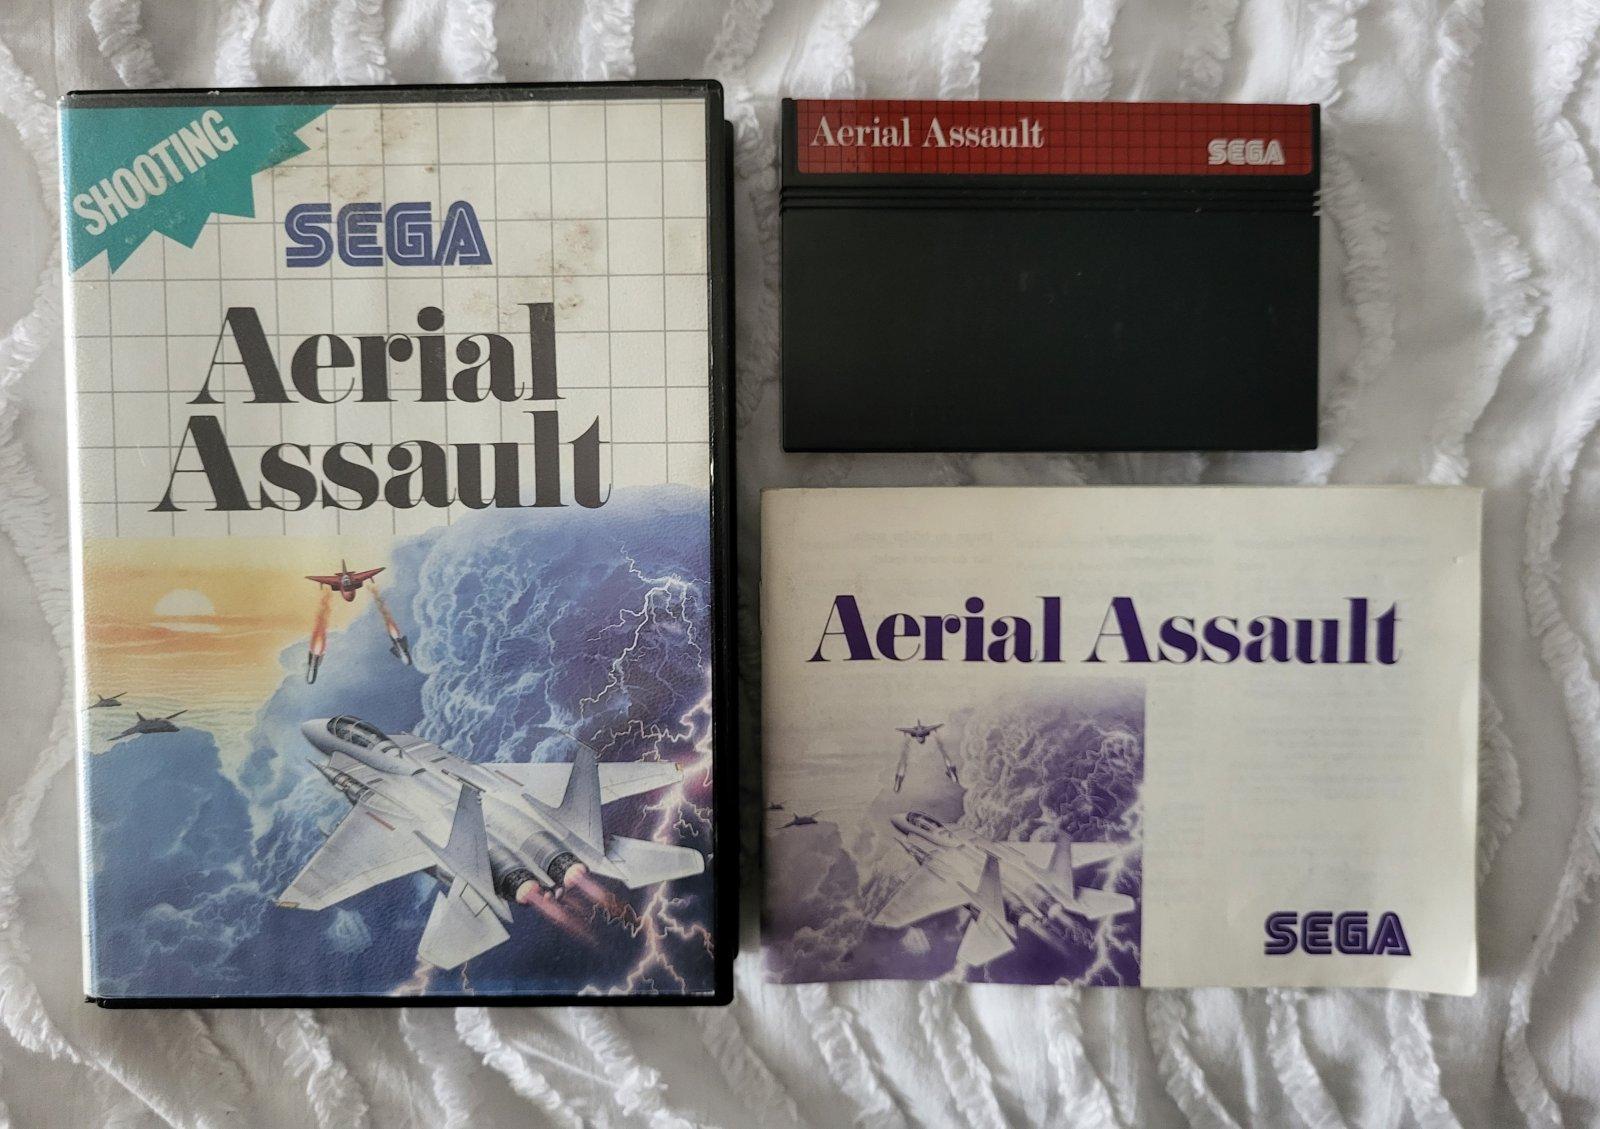 SHOOTING
SEGA
Aerial
Assault
Aerial Assault
SEGA
Aerial Assault
SEGA